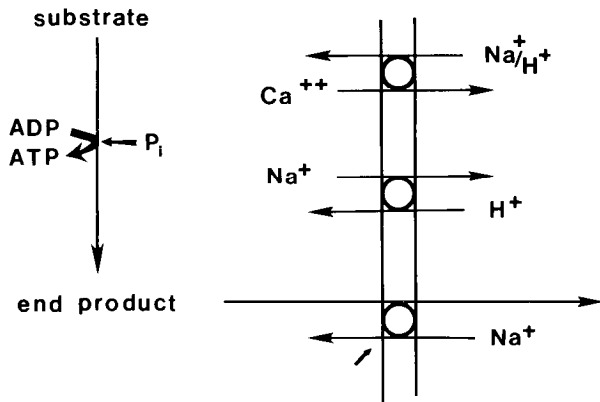 substrate
ADP
ATP
Pi
end product
Na+/H+
Ca++
Na+
H+
Na+